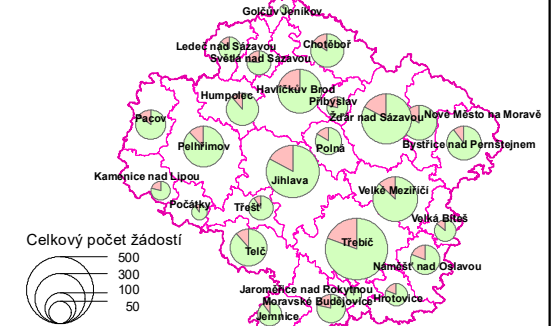 Golčův Jeníkov
Ledeč nad Sázavou
Chotěboř
Světlá nad Sázavou
Havlíčkův Brod
Humpolec
Přibyslav
Pacov
Žďár nad Sázavou
Nové Město na Moravě
Pelhřimov
Polná
Bystřice nad Pernštejnem
Kamenice nad Lipou
Jihlava
Velké Meziříčí
Počátky
Třešť
Velká Bíteš
Celkový počet žádostí
Telč
Třebíč
500
300
100
50
Náměšť nad Oslavou
Jaroměřice nad Rokytnou
Moravské Budějovice
Hrotovice
Jemnice